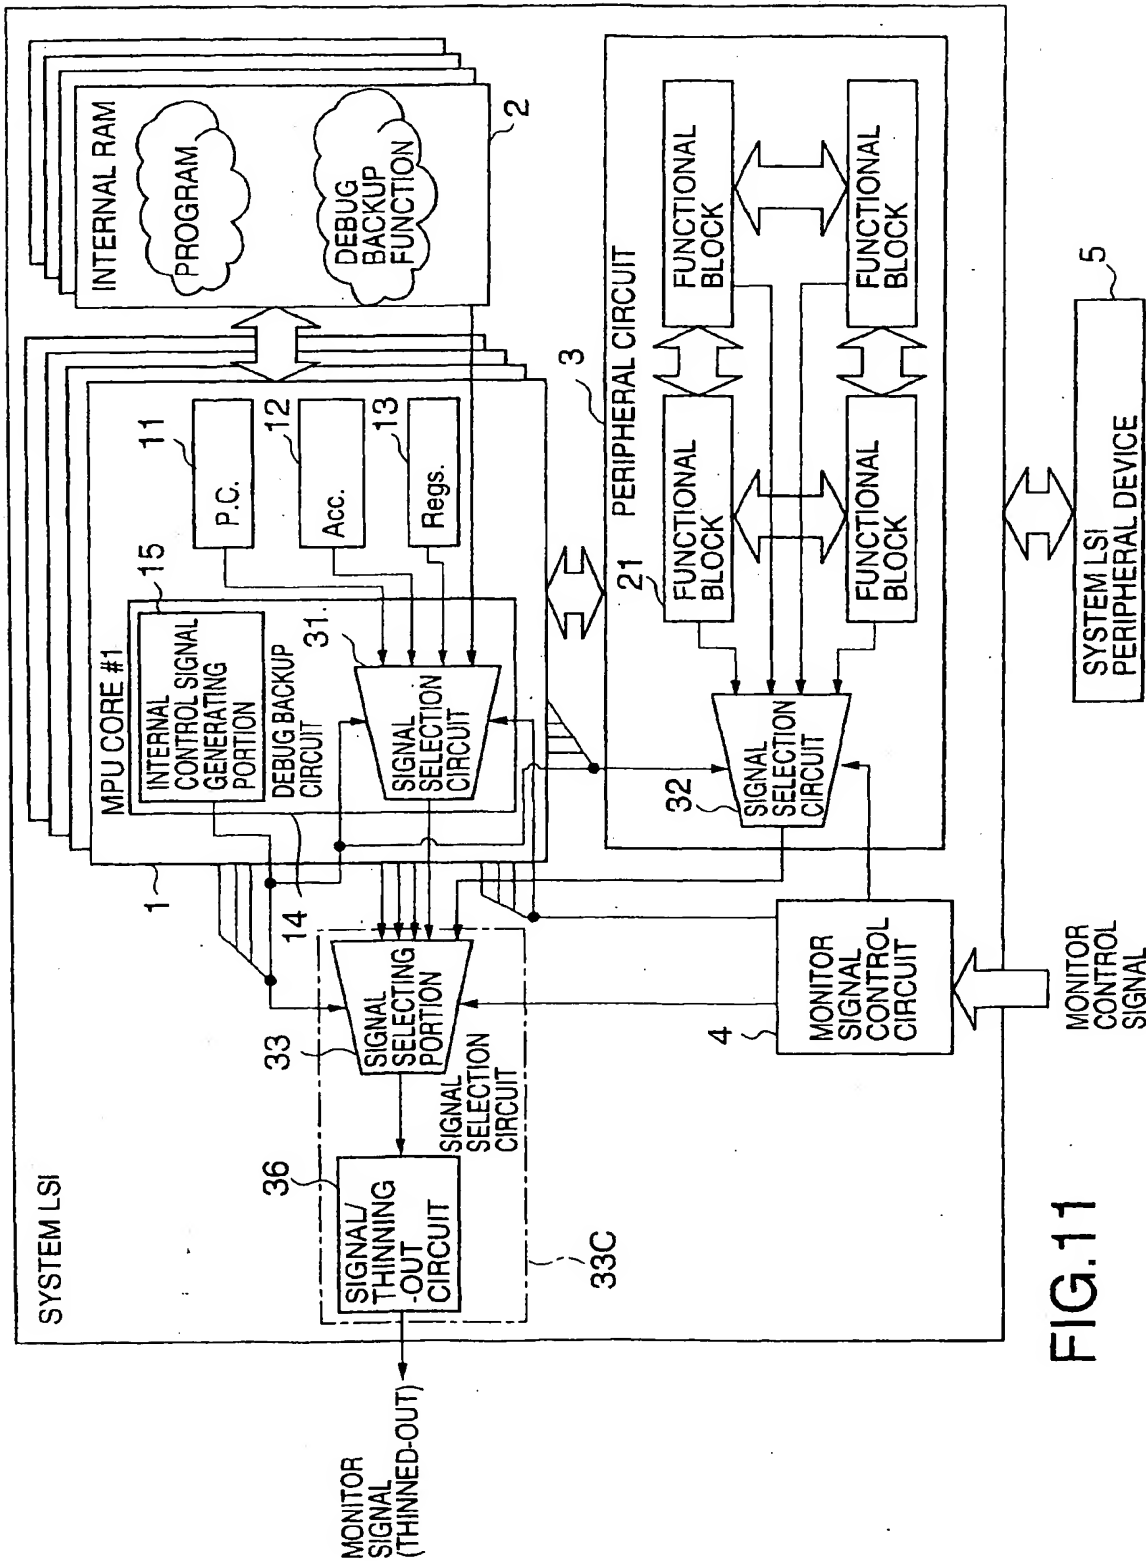 SYSTEM LSI
MPU CORE #1
INTERNAL RAM
15
INTERNAL
CONTROL SIGNAL
GENERATING
PORTION
11
P.C.
PROGRAM
1
DEBUG BACKUP
CIRCUIT
12
Acc.
DEBUG
BACKUP
FUNCTION
14
31
13
Regs.
2
36
SIGNAL/
THINNING
-OUT
CIRCUIT
33
SIGNAL
SELECTING
PORTION
SIGNAL
SELECTION
CIRCUIT
SIGNAL
SELECTION
CIRCUIT
MONITOR
SIGNAL
(THINNED-OUT)
33C
3
PERIPHERAL CIRCUIT
21
FUNCTIONAL
BLOCK
FUNCTIONAL
BLOCK
32
SIGNAL
SELECTION
CIRCUIT
4
MONITOR
SIGNAL
CONTROL
CIRCUIT
FUNCTIONAL
BLOCK
FUNCTIONAL
BLOCK
MONITOR
CONTROL
SIGNAL
5
SYSTEM LSI
PERIPHERAL DEVICE
FIG.11